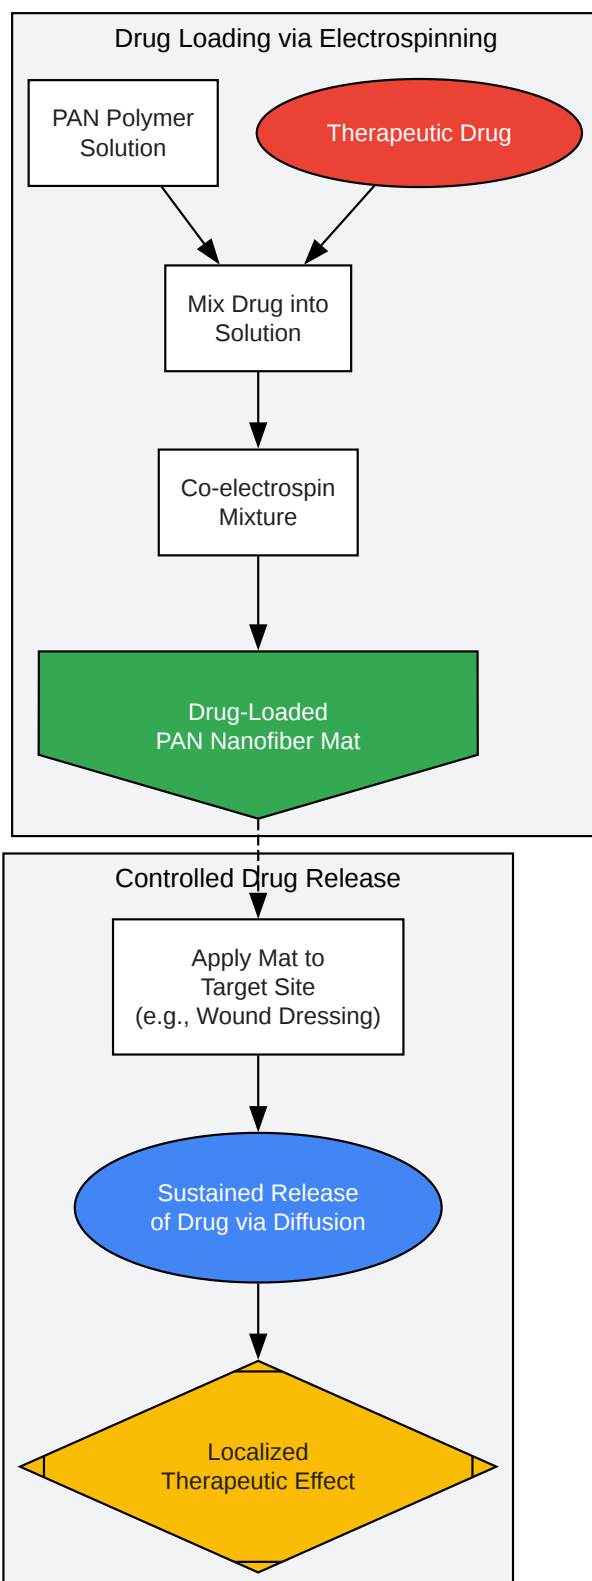 Drug Loading via Electrospinning
PAN Polymer
Solution
Therapeutic Drug
Mix Drug into
Solution
Co-electrospin
Mixture
Drug-Loaded
PAN Nanofiber Mat
Controlled Drug Release
Apply Mat to
Target Site
(e.g., Wound Dressing)
Sustained Release
of Drug via Diffusion
Localized
Therapeutic Effect